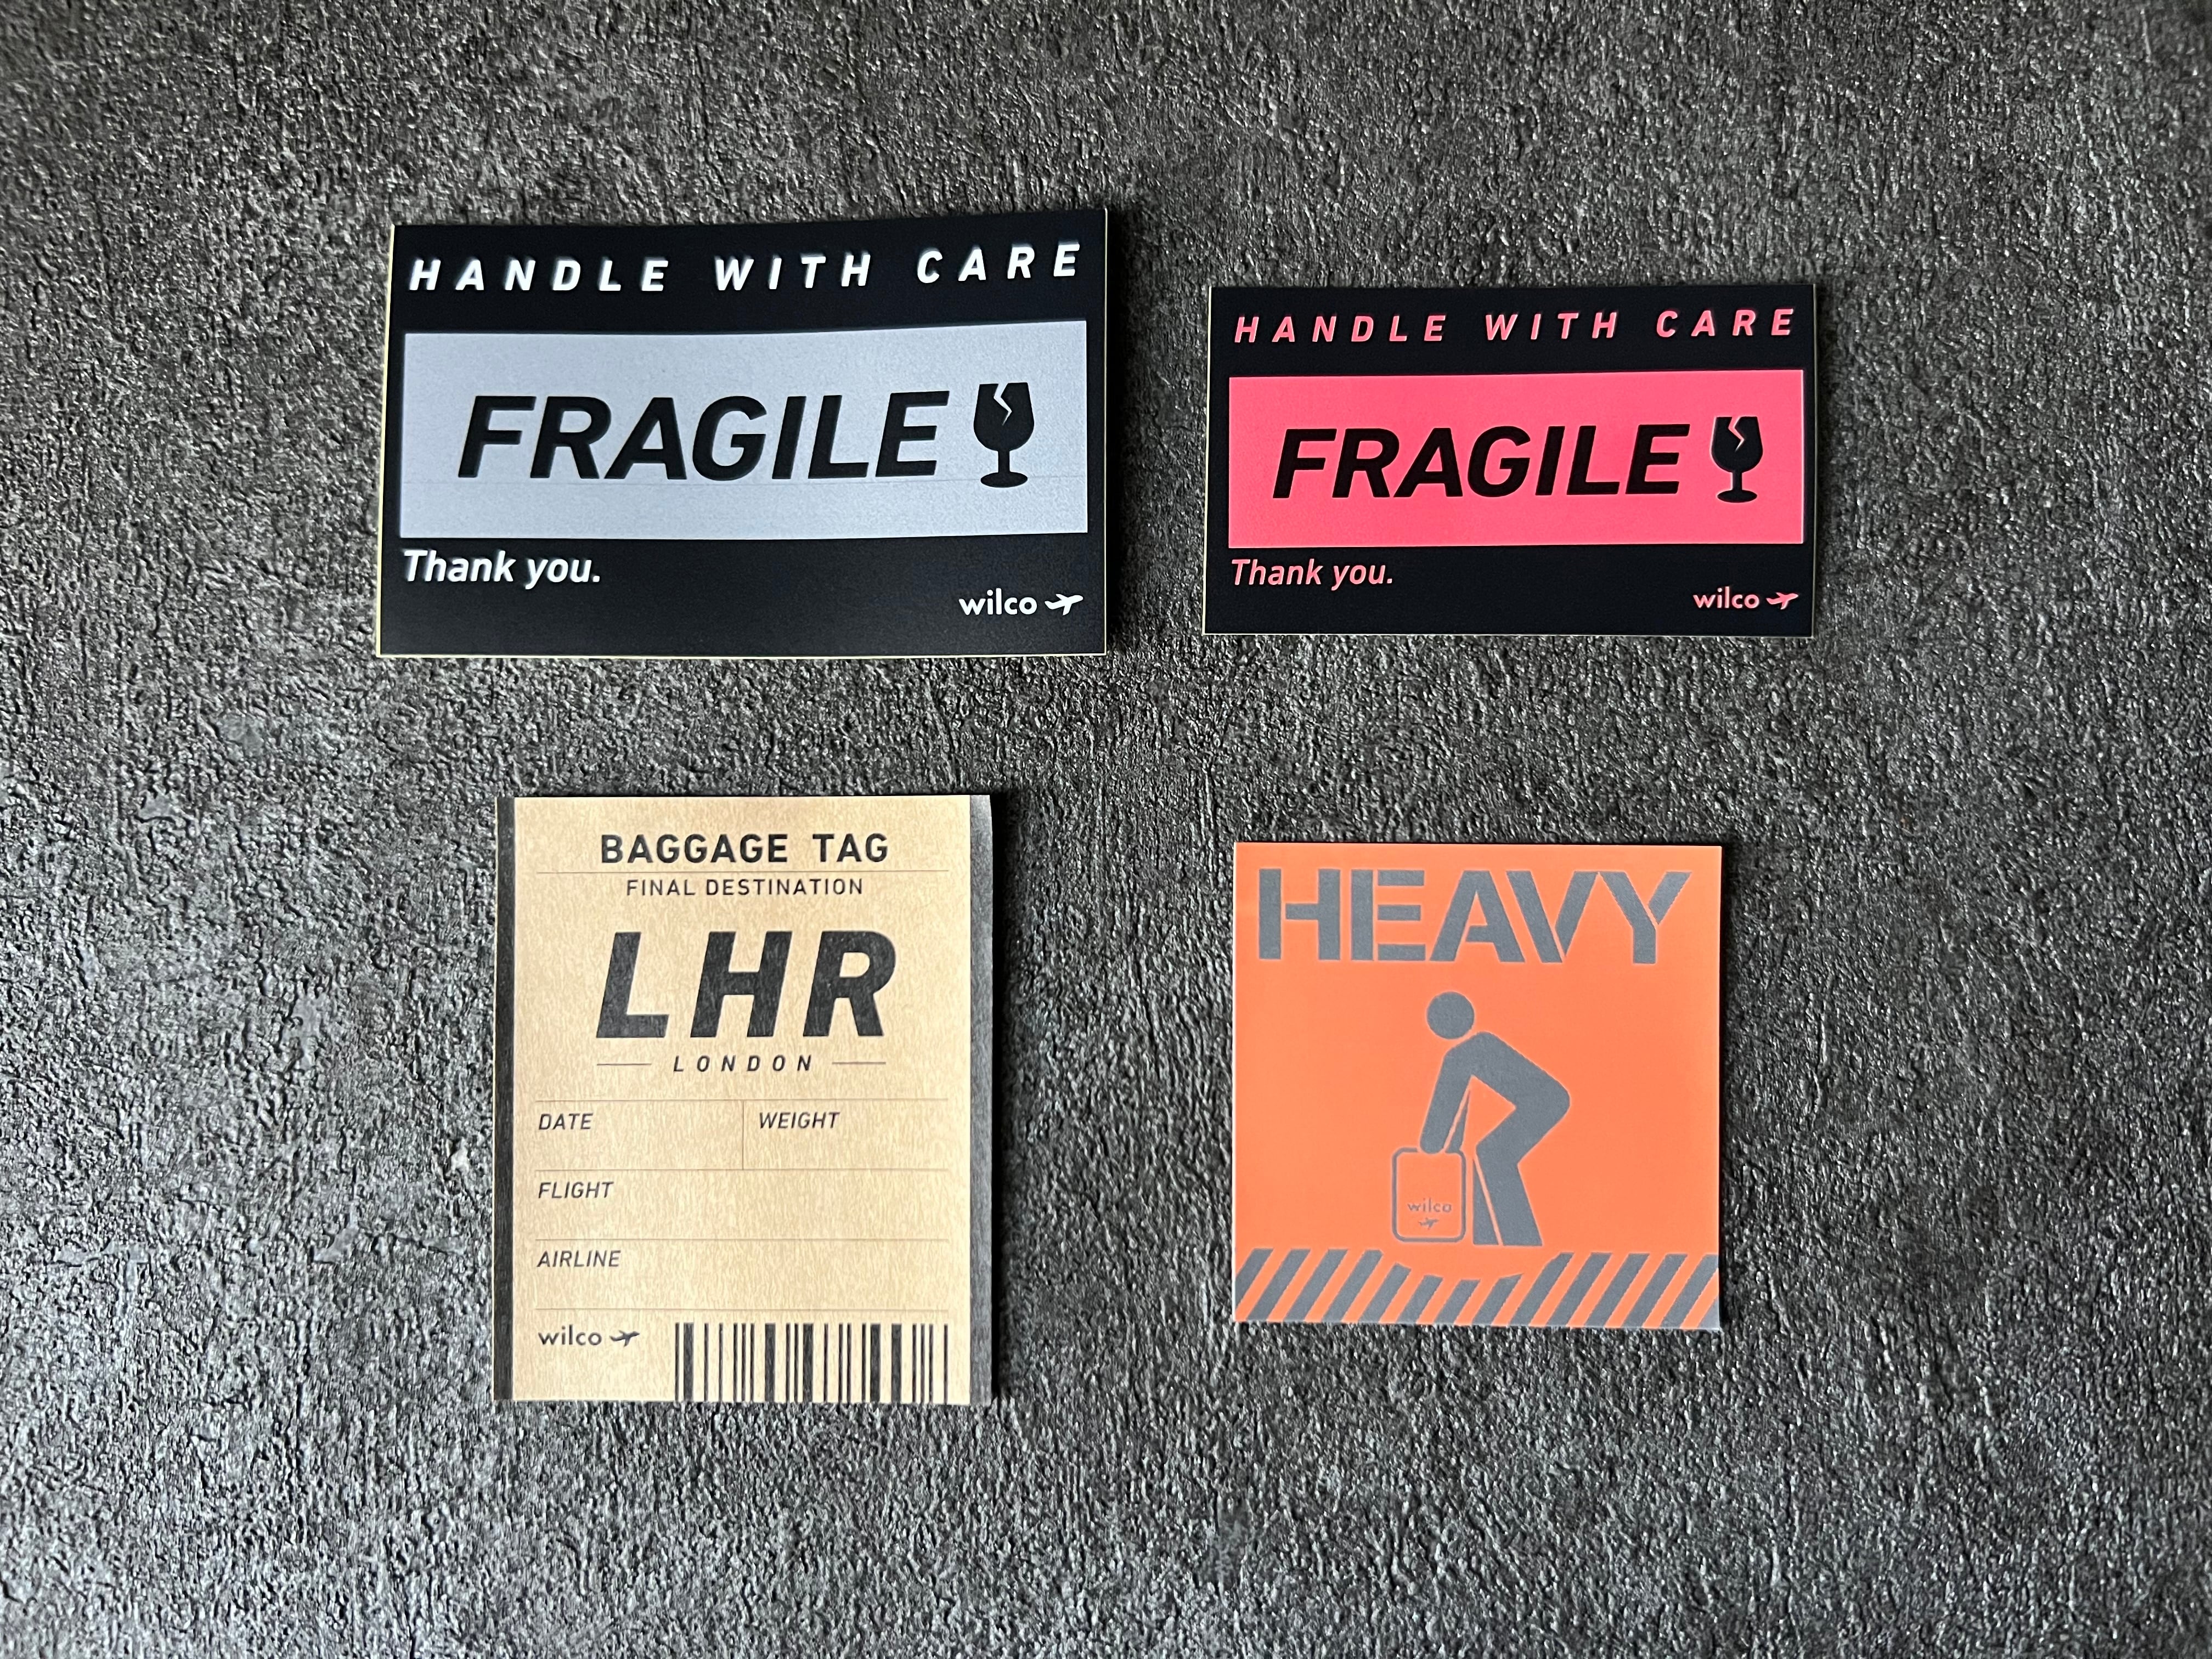 HANDLE WITH CARE
FRAGILE
Thank you.
wilco
HANDLE WITH CARE
FRAGILE
Thank you.
wilco
BAGGAGE TAG
FINAL DESTINATION
LHR
LONDON
DATE WEIGHT
FLIGHT
AIRLINE
wilco
HEAVY
wilco